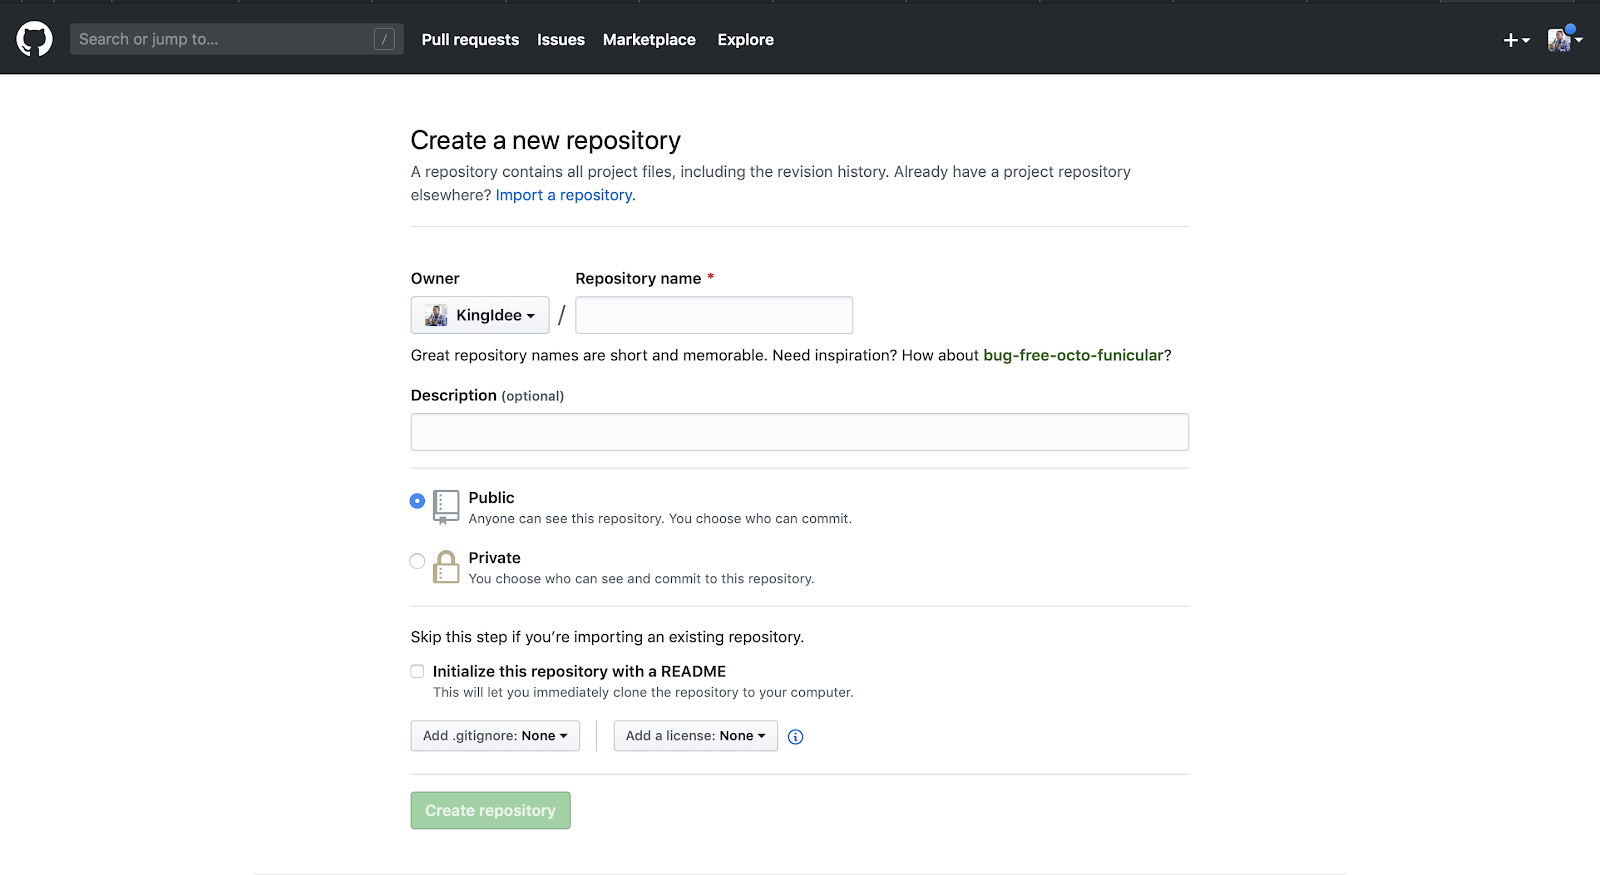 Search or jump to... /
Pull requests Issues Marketplace Explore
Create a new repository
A repository contains all project files, including the revision history. Already have a project repository
elsewhere? Import a repository.
Owner Repository name *
KingIdee / 
Great repository names are short and memorable. Need inspiration? How about bug-free-octo-funicular?
Description (optional)
Public
Anyone can see this repository. You choose who can commit.
Private
You choose who can see and commit to this repository.
Skip this step if you’re importing an existing repository.
Initialize this repository with a README
This will let you immediately clone the repository to your computer.
Add .gitignore: None Add a license: None
Create repository